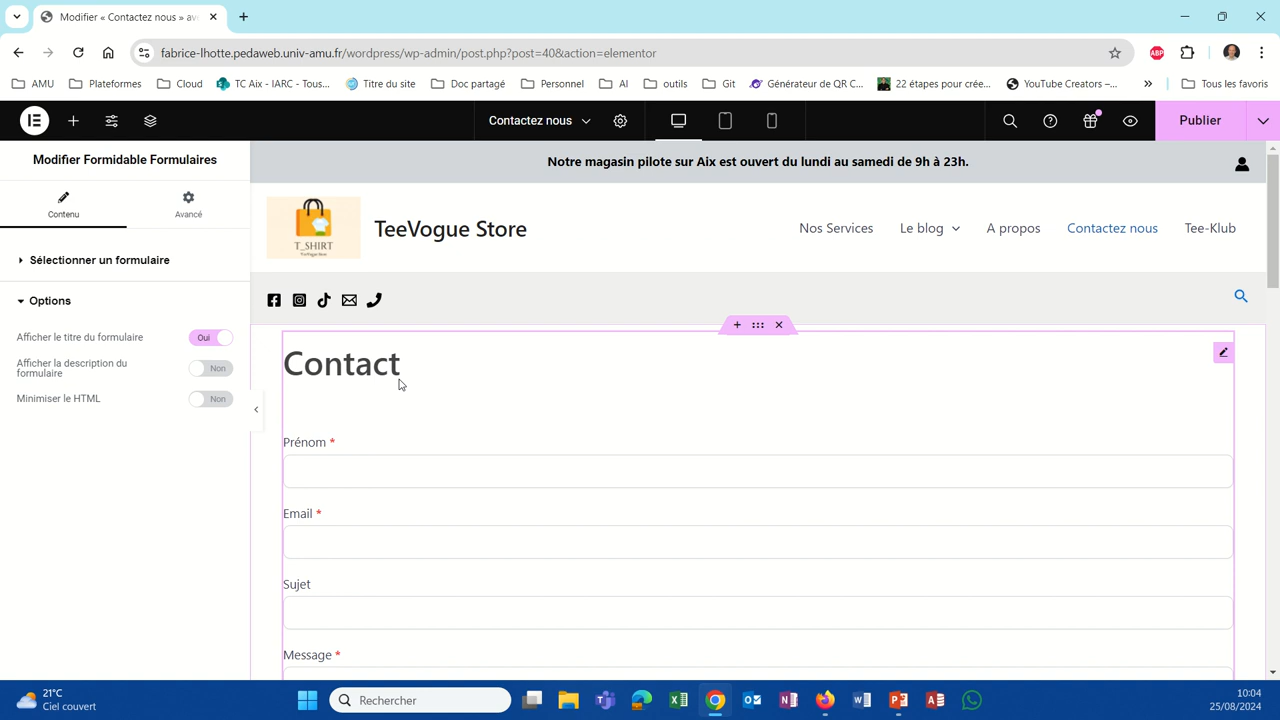 Modifier « Contactez nous » ave
fabrice-lhotte.pedaweb.univ-amu.fr/wordpress/wp-admin/post.php?post=40&action=elementor
ABP
AMU Plateformes Cloud TC Aix - IARC - Tous... Titre du site Doc partagé Personnel AI outils Git Générateur de QR C... 22 étapes pour crée... YouTube Creators –... » Tous les favoris
Contactez nous
Publier
Modifier Formidable Formulaires
Contenu Avancé
Sélectionner un formulaire
Options
Afficher le titre du formulaire Oui
Afficher la description du
formulaire Non
Minimiser le HTML Non
Notre magasin pilote sur Aix est ouvert du lundi au samedi de 9h à 23h.
T_SHIRT
TeeVogue Store
Nos Services Le blog A propos Contactez nous Tee-Klub
Contact
Prénom *
Email *
Sujet
Message *
21°C
Ciel couvert
Rechercher
10:04
25/08/2024